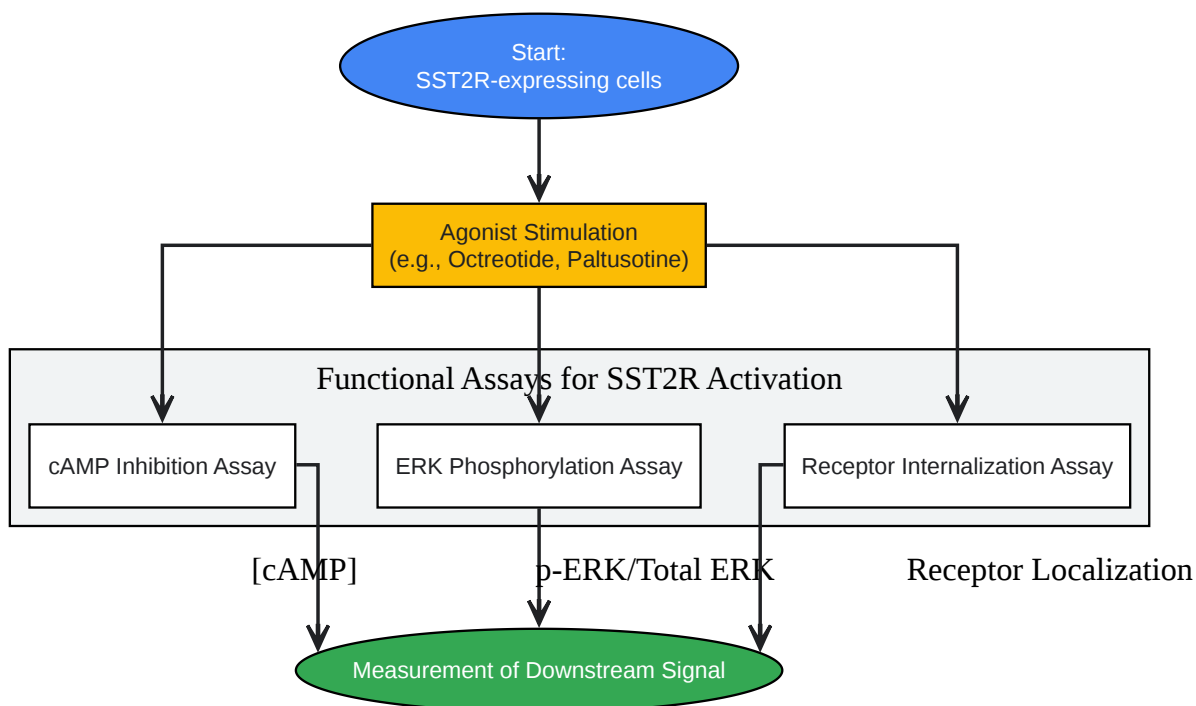 Start:
SST2R-expressing cells
Agonist Stimulation
(e.g., Octreotide, Paltusotine)
Functional Assays for SST2R Activation
cAMP Inhibition Assay
ERK Phosphorylation Assay
Receptor Internalization Assay
[cAMP]
p-ERK/Total ERK
Receptor Localization
Measurement of Downstream Signal